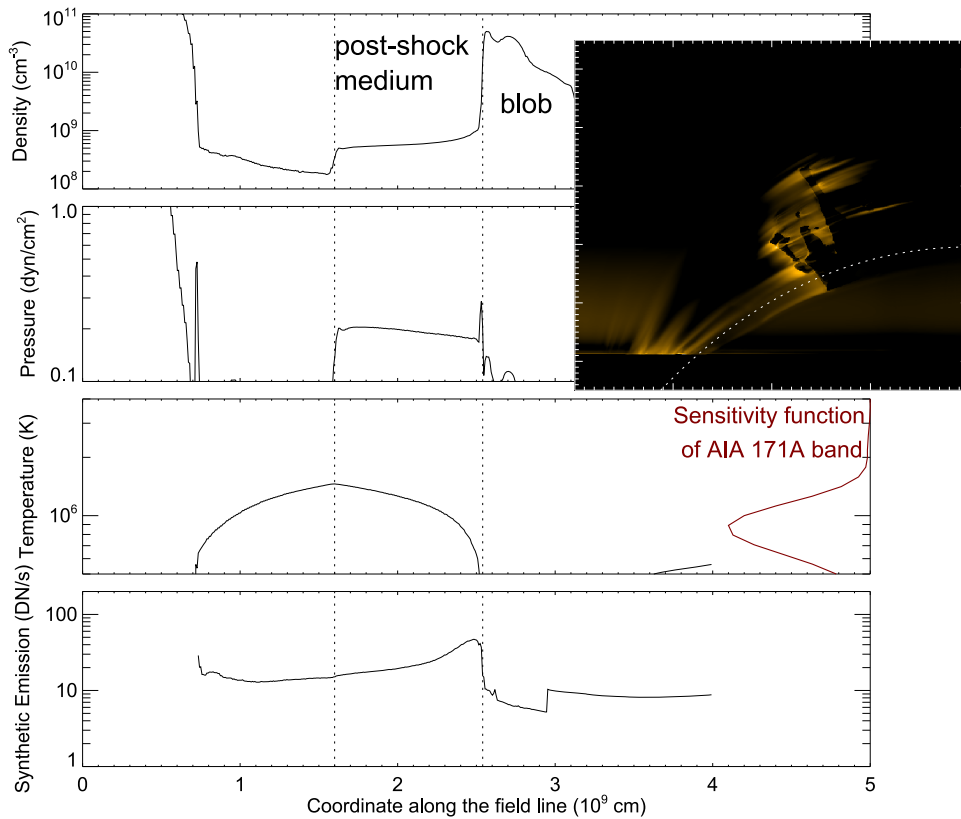 Density (cm-3)
10^11
10^10
10^9
10^8
post-shock
medium
blob
Pressure (dyn/cm2)
1.0
0.1
Temperature (K)
10^6
Sensitivity function
of AIA 171A band
Synthetic Emission (DN/s)
100
10
1
0 1 2 3 4 5
Coordinate along the field line (10^9 cm)